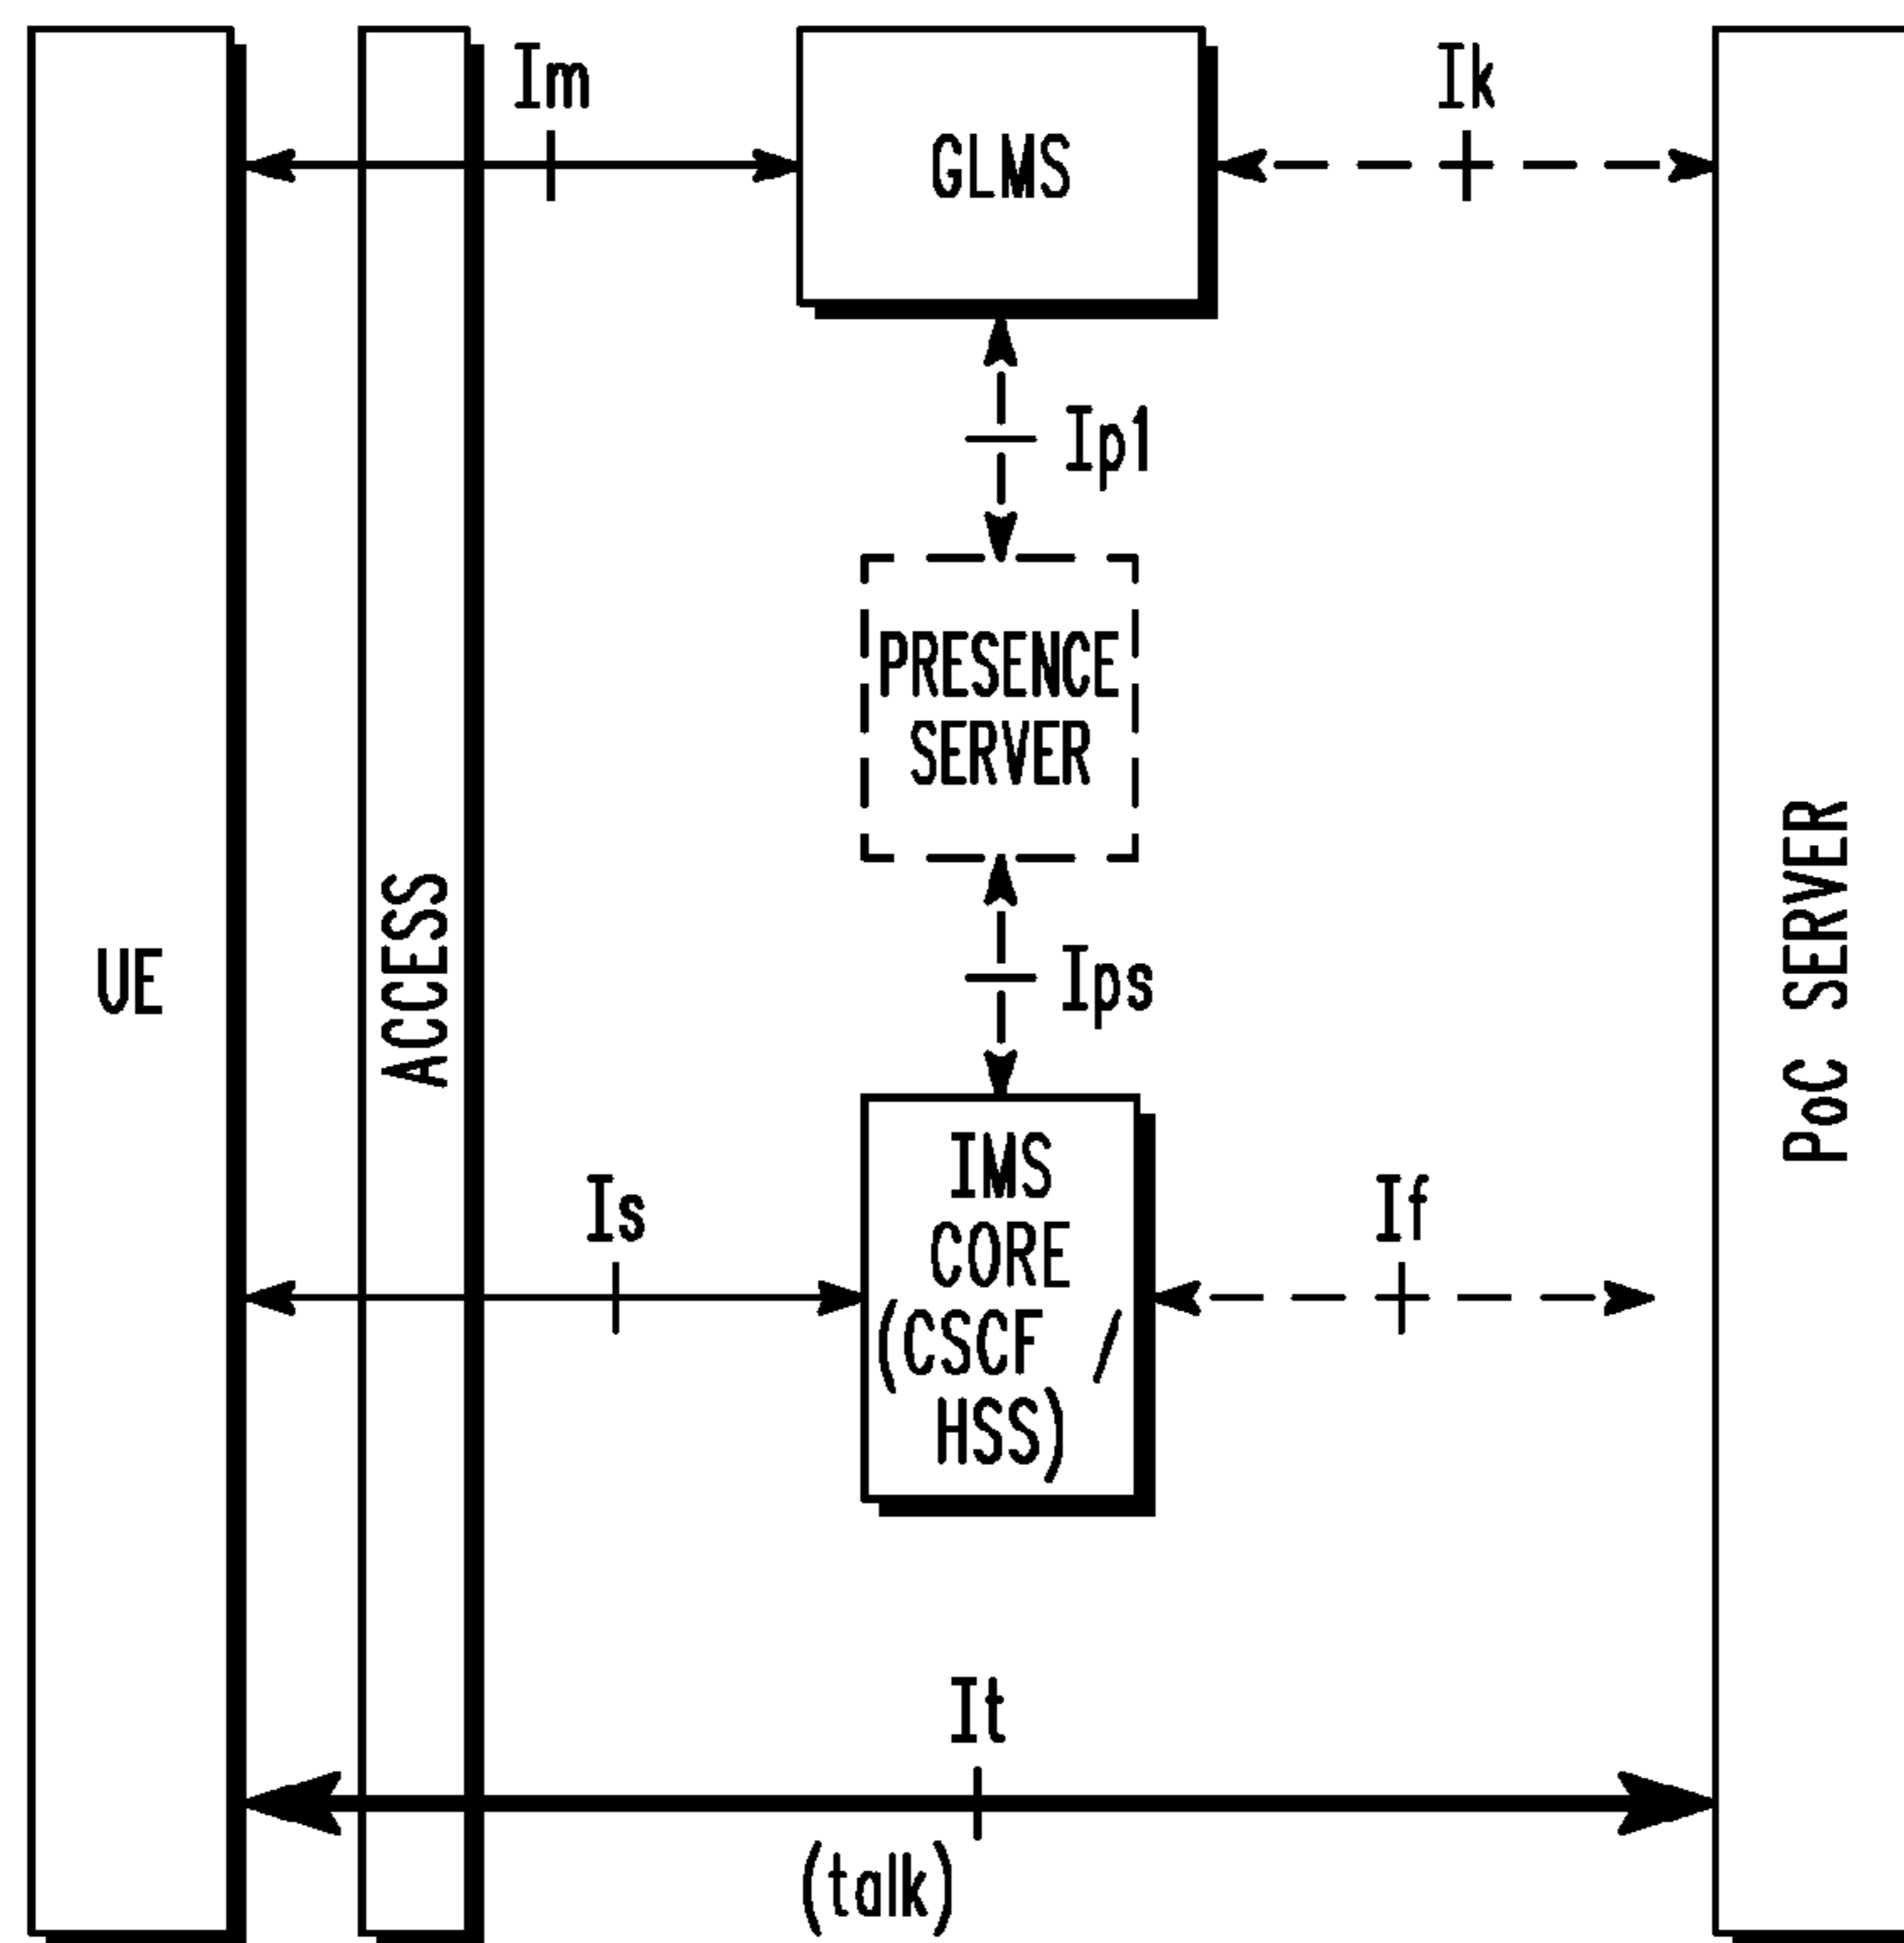 Im
Ik
GLMS
Ip1
PRESENCE
SERVER
UE
ACCESS
PoC SERVER
Ips
IMS
CORE
(CSCF /
HSS)
Is
If
It
(talk)